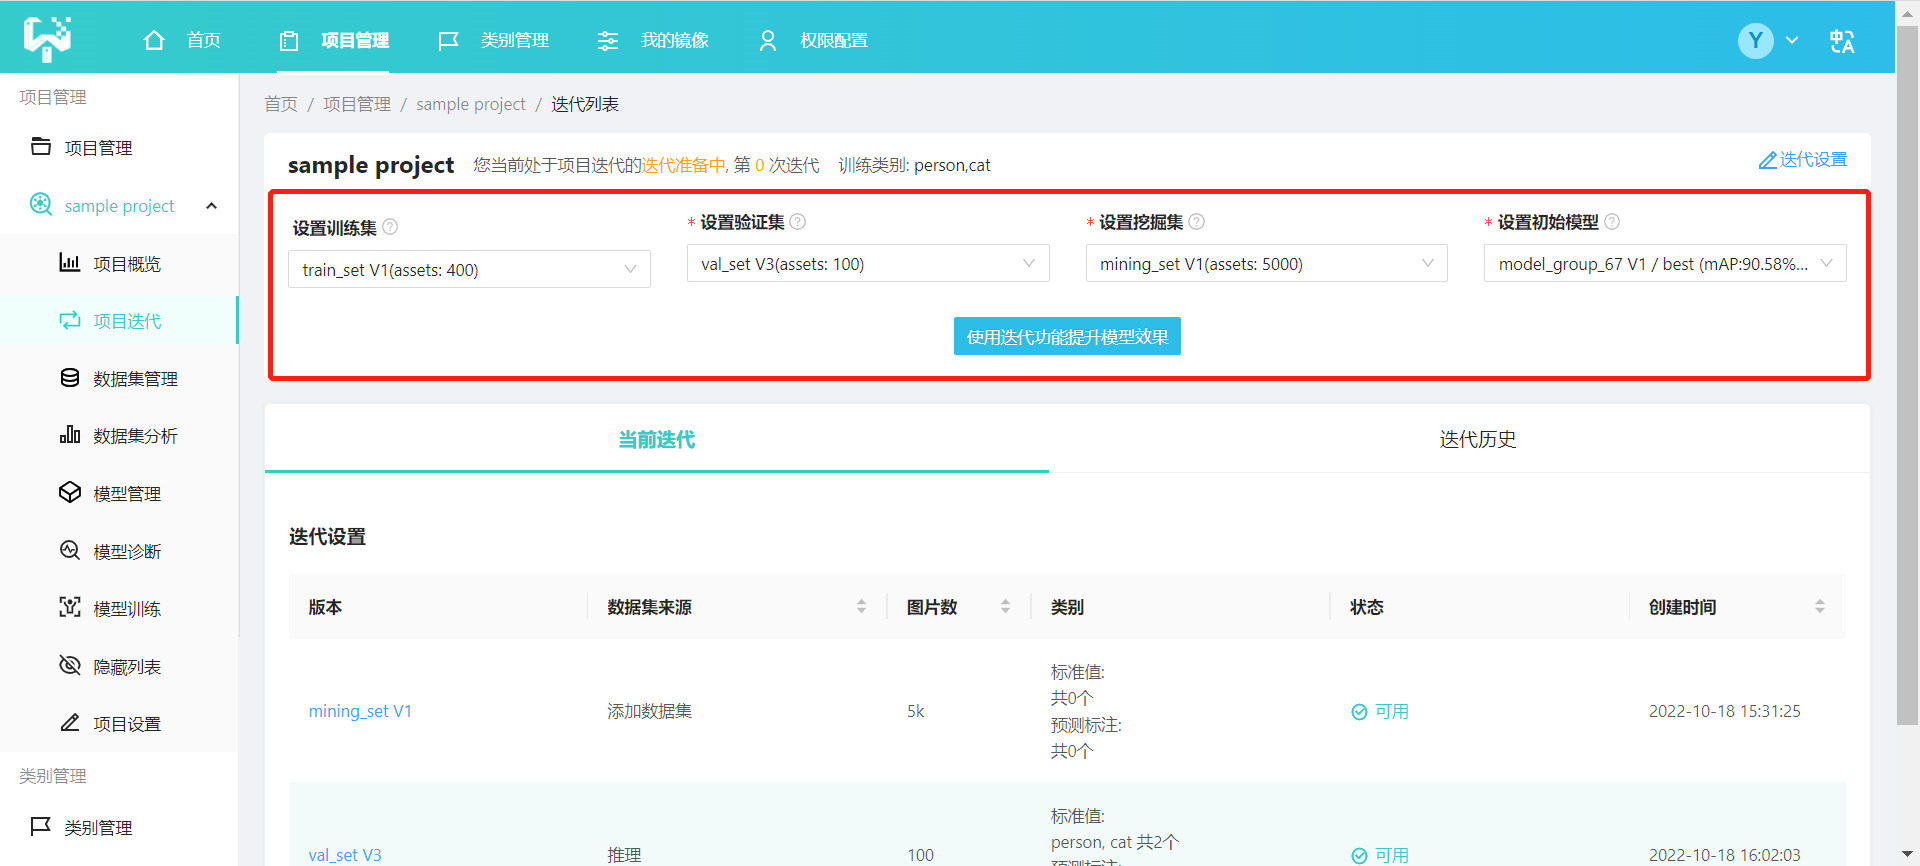 首页
项目管理
类别管理
我的镜像
权限配置
Y
中A
项目管理
项目管理
sample project
项目概览
项目迭代
数据集管理
数据集分析
模型管理
模型诊断
模型训练
隐藏列表
项目设置
类别管理
类别管理
首页 / 项目管理 / sample project / 迭代列表
sample project 您当前处于项目迭代的迭代准备中, 第 0 次迭代 训练类别: person,cat
迭代设置
设置训练集 ?
train_set V1(assets: 400)
* 设置验证集 ?
val_set V3(assets: 100)
* 设置挖掘集 ?
mining_set V1(assets: 5000)
* 设置初始模型 ?
model_group_67 V1 / best (mAP:90.58%...
使用迭代功能提升模型效果
当前迭代
迭代历史
迭代设置
版本 数据集来源 图片数 类别 状态 创建时间
mining_set V1
添加数据集
5k
标准值:
共0个
预测标注:
共0个
可用
2022-10-18 15:31:25
val_set V3
推理
100
标准值:
person, cat 共2个
预测标注:
可用
2022-10-18 16:02:03